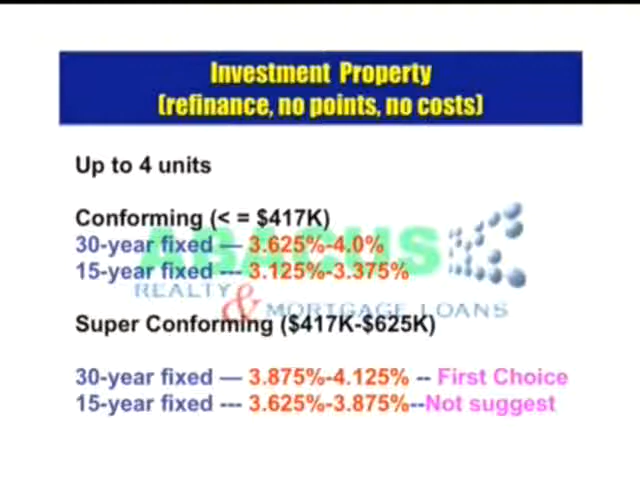 Investment Property
(refinance, no points, no costs)
Up to 4 units
Conforming (< = $417K)
30-year fixed — 3.625%-4.0%
15-year fixed --- 3.125%-3.375%
ABACUS
REALTY & MORTGAGE LOANS
Super Conforming ($417K-$625K)
30-year fixed — 3.875%-4.125% -- First Choice
15-year fixed --- 3.625%-3.875%--Not suggest